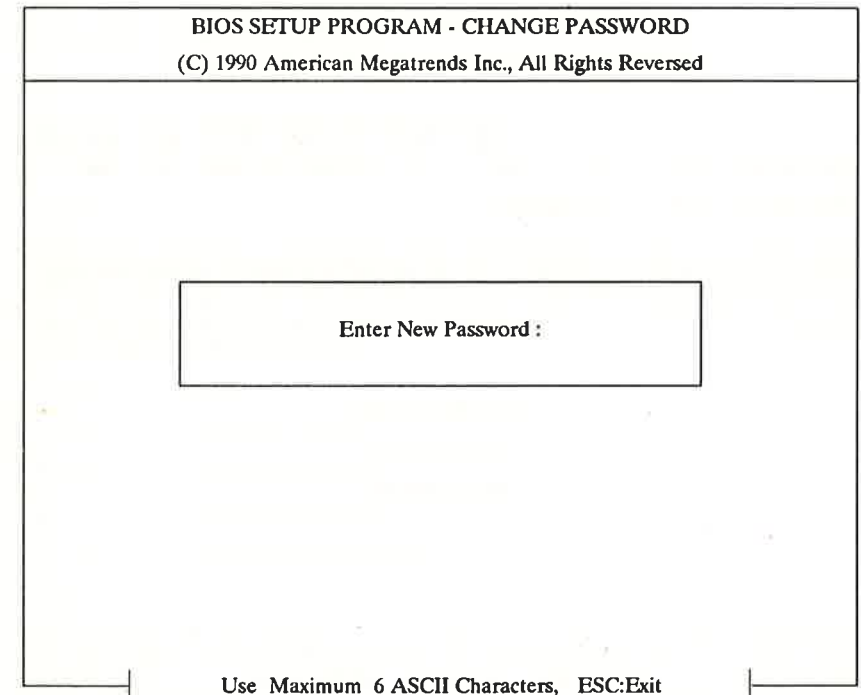 BIOS SETUP PROGRAM - CHANGE PASSWORD
(C) 1990 American Megatrends Inc., All Rights Reversed
Enter New Password :
Use Maximum 6 ASCII Characters, ESC:Exit